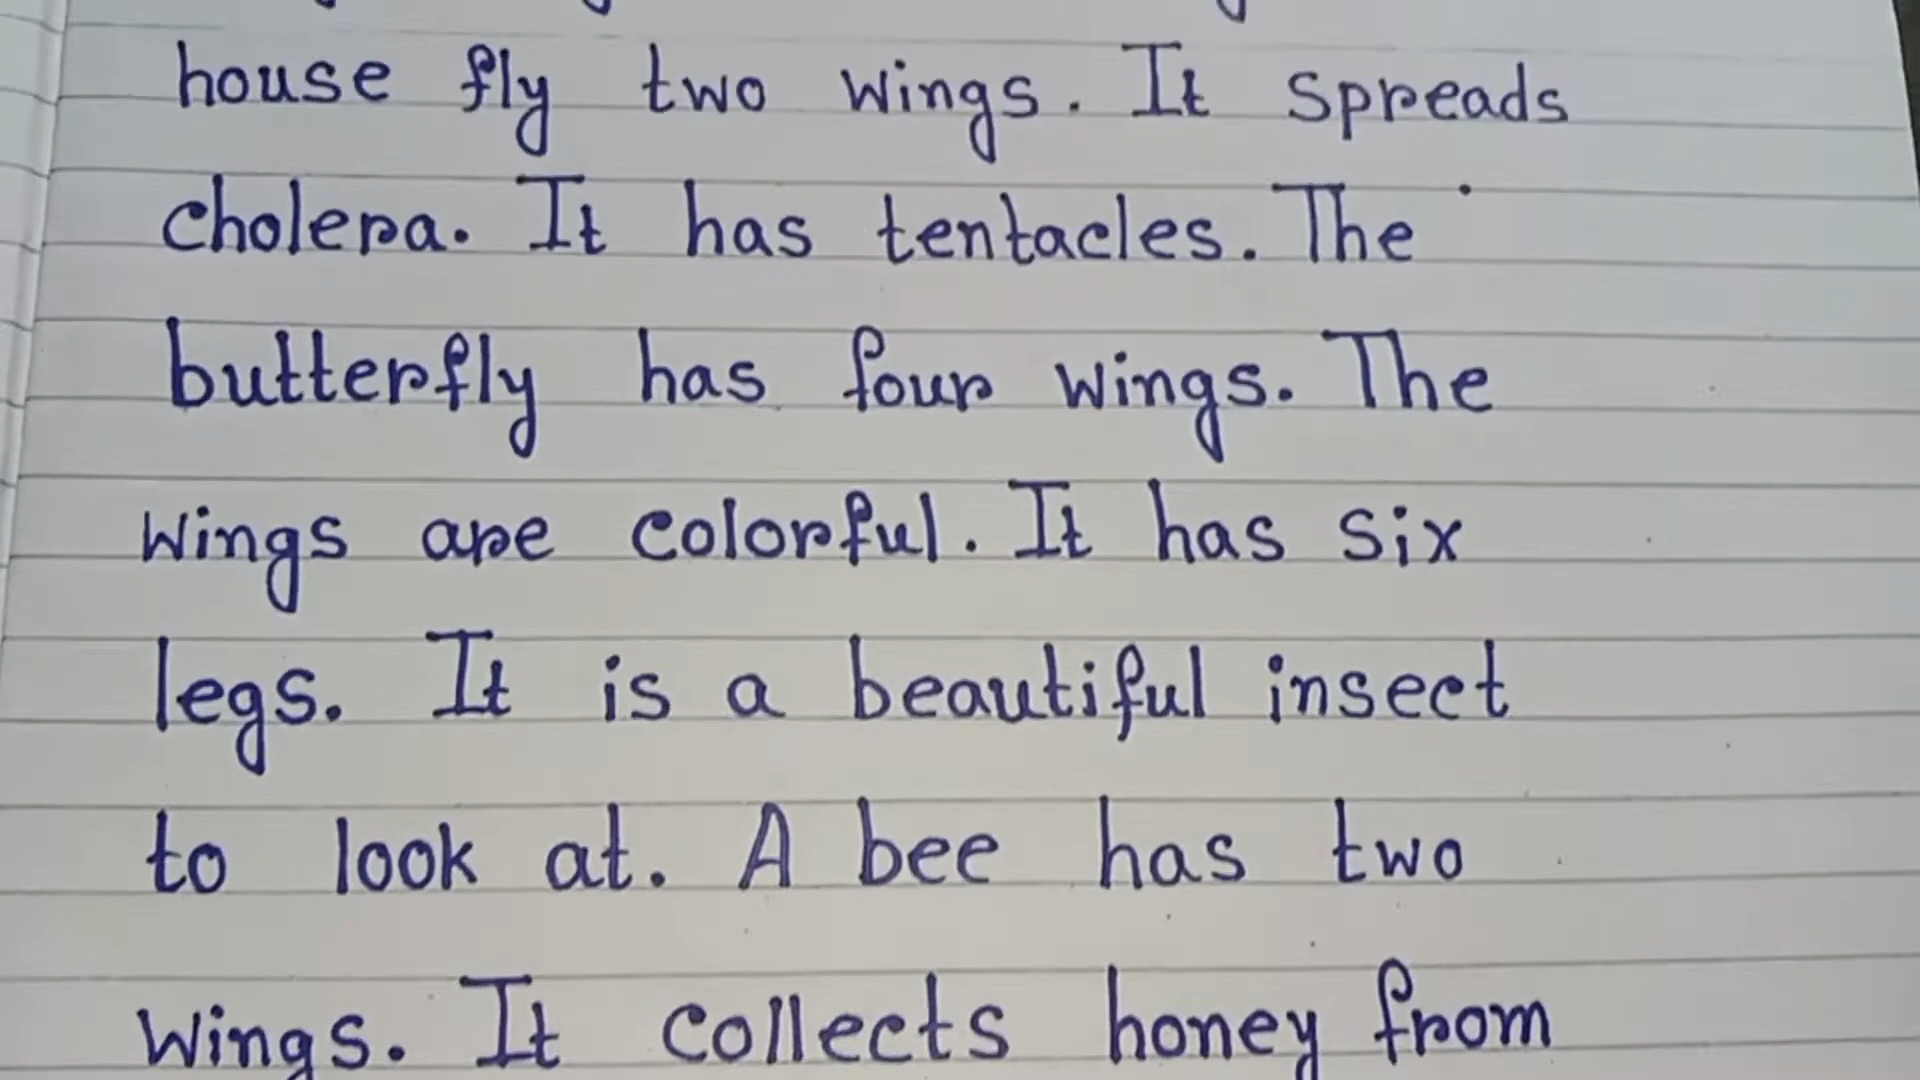 house fly two wings. It spreads
cholera. It has tentacles. The
butterfly has four wings. The
wings are colorful. It has six
legs. It is a beautiful insect
to look at. A bee has two
wings. It collects honey from